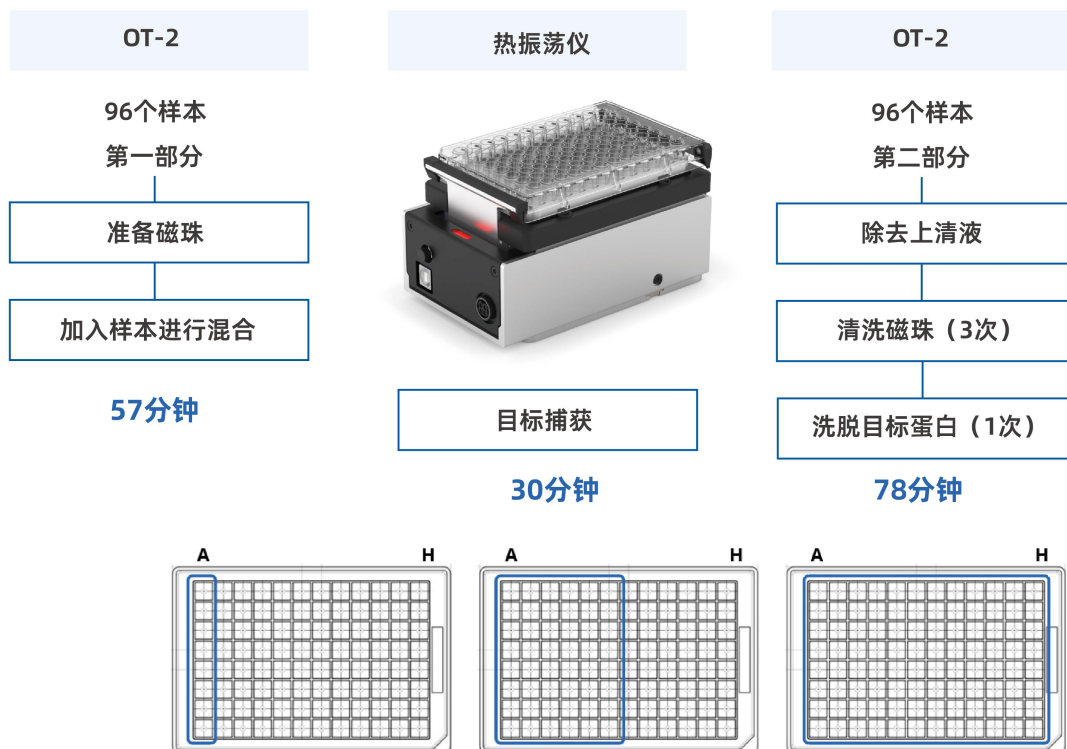 OT-2
96个样本
第一部分
准备磁珠
加入样本进行混合
57分钟
热振荡仪
目标捕获
30分钟
OT-2
96个样本
第二部分
除去上清液
清洗磁珠（3次）
洗脱目标蛋白（1次）
78分钟
A H
A H
A H